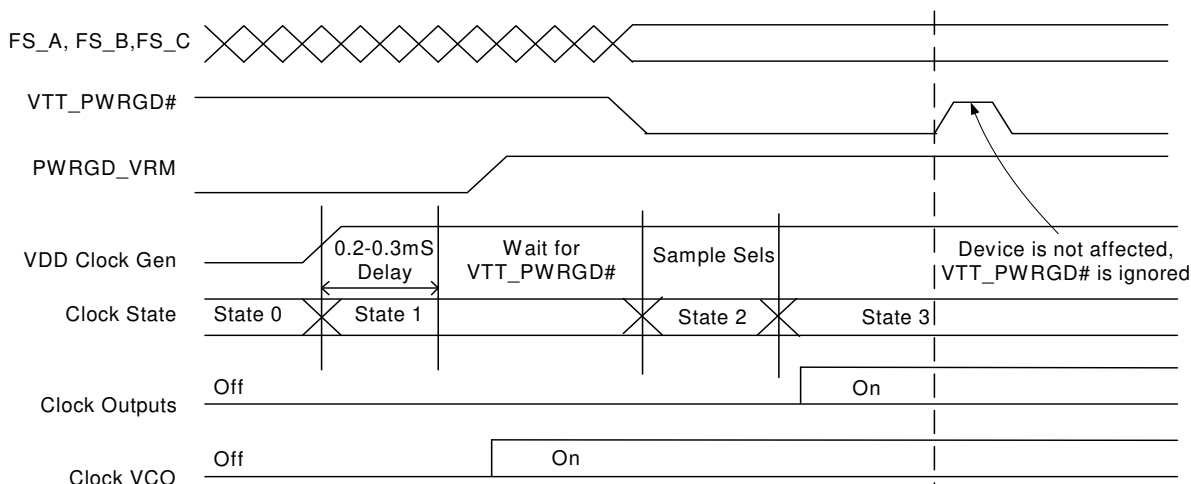 FS_A, FS_B,FS_C
VTT_PWRGD#
PWRGD_VRM
VDD Clock Gen
0.2-0.3mS
Delay
Wait for
VTT_PWRGD#
Sample Sels
Device is not affected,
VTT_PWRGD# is ignored
Clock State
State 0
State 1
State 2
State 3
Clock Outputs
Off
On
Clock VCO
Off
On